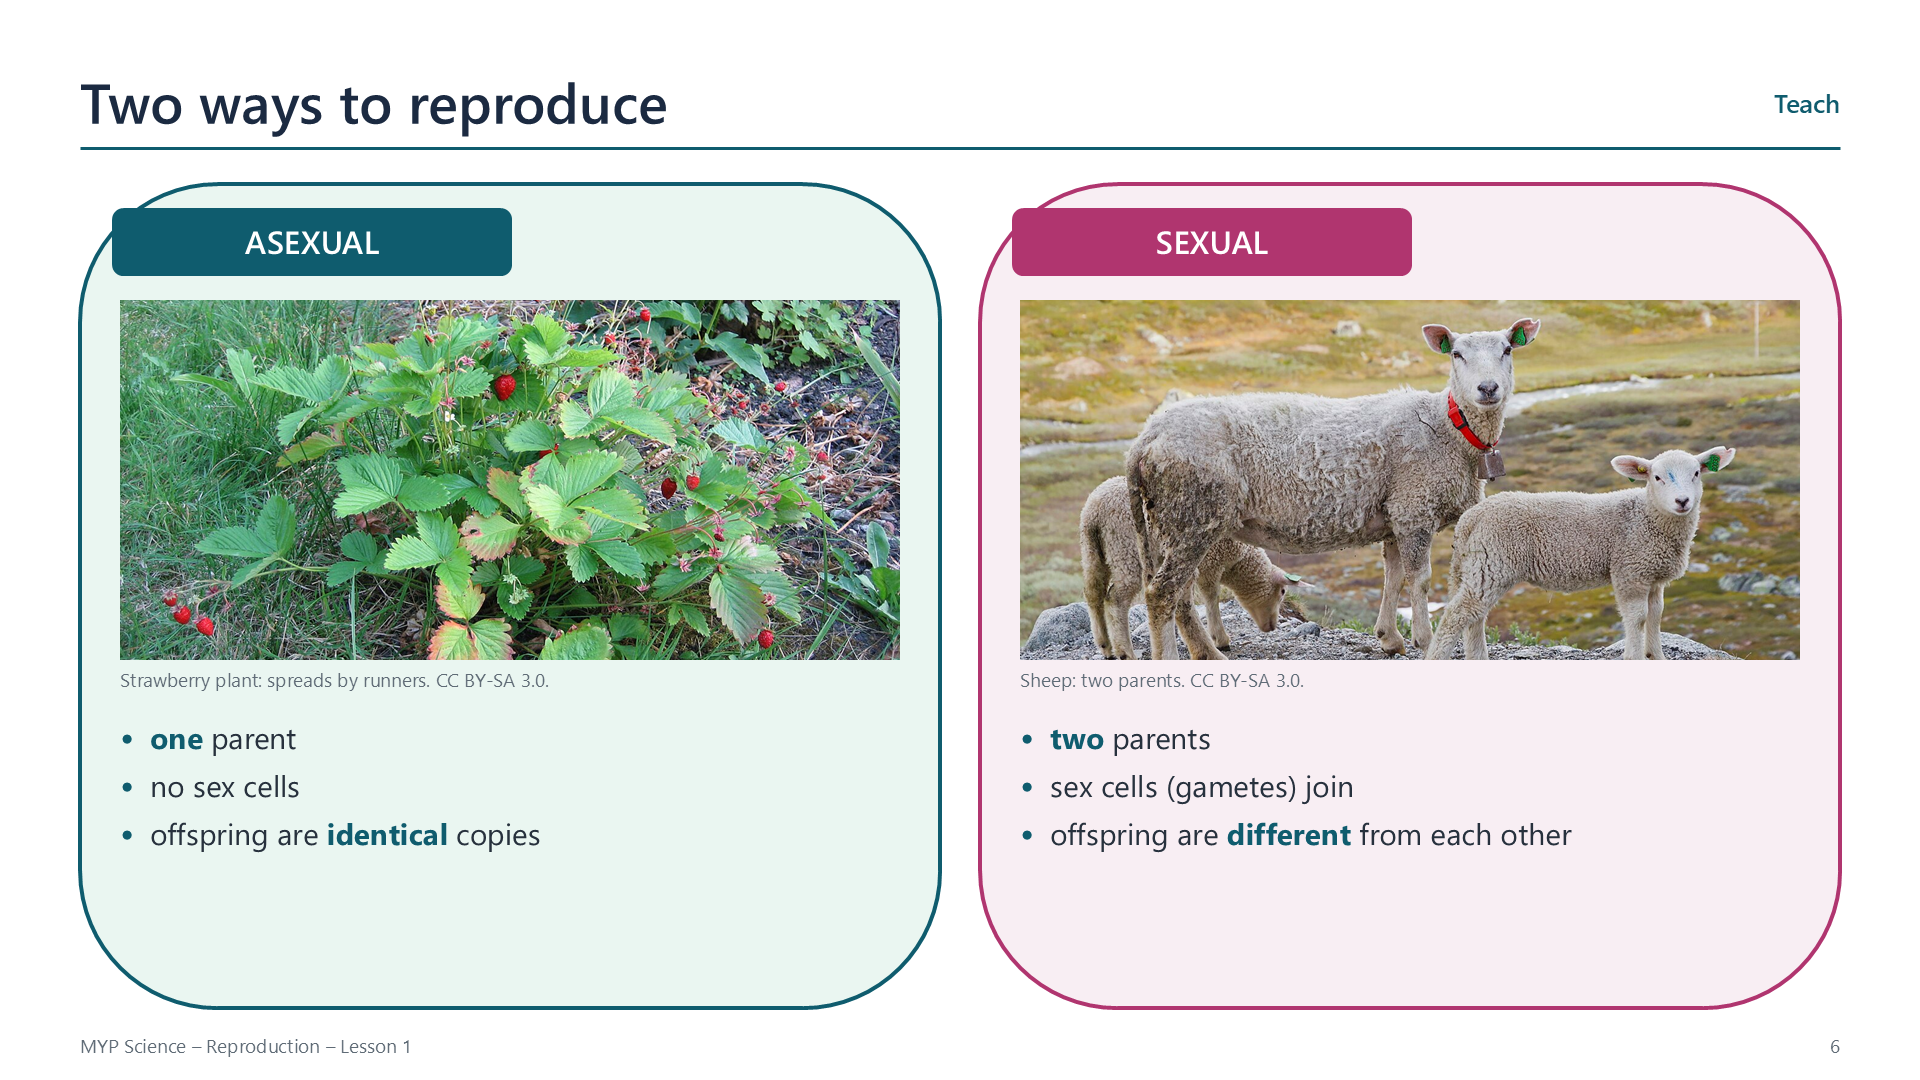 Two ways to reproduce
Teach
ASEXUAL
Strawberry plant: spreads by runners. CC BY-SA 3.0.
• one parent
• no sex cells
• offspring are identical copies
SEXUAL
Sheep: two parents. CC BY-SA 3.0.
• two parents
• sex cells (gametes) join
• offspring are different from each other
MYP Science – Reproduction – Lesson 1
6